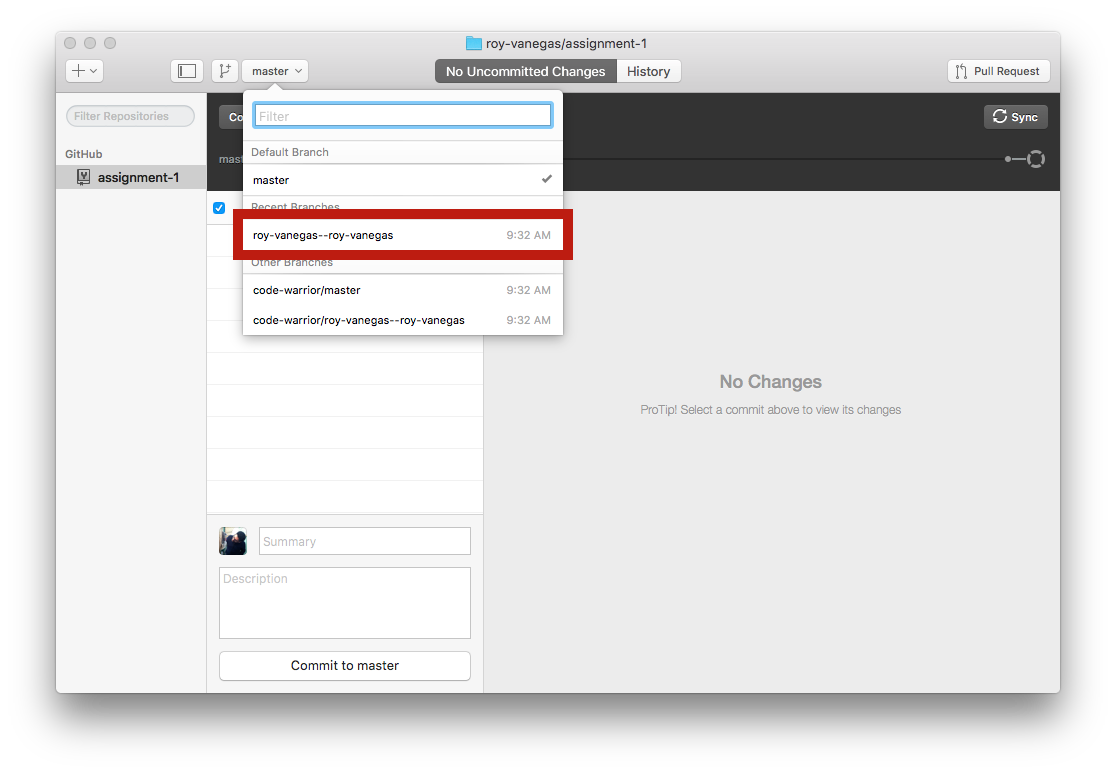 roy-vanegas/assignment-1
master
No Uncommitted Changes
History
Pull Request
Filter Repositories
GitHub
assignment-1
Co
Sync
mast
Filter
Default Branch
master
Recent Branches
roy-vanegas--roy-vanegas 9:32 AM
Other Branches
code-warrior/master 9:32 AM
code-warrior/roy-vanegas--roy-vanegas 9:32 AM
No Changes
ProTip! Select a commit above to view its changes
Summary
Description
Commit to master